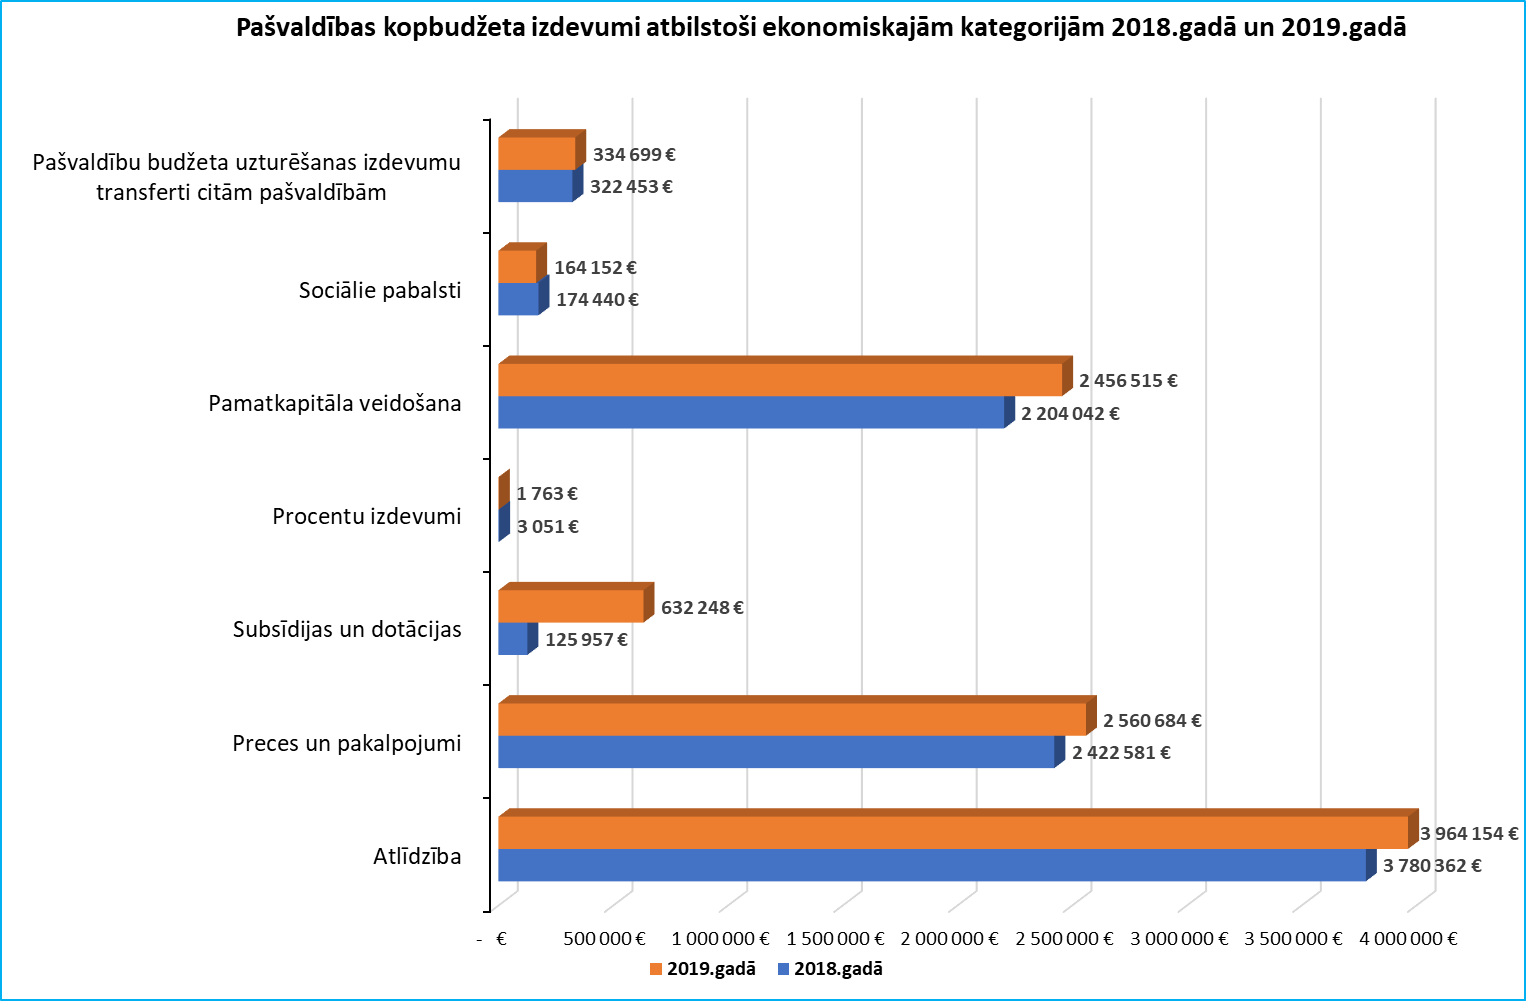 Pašvaldības kopbudžeta izdevumi atbilstoši ekonomiskajām kategorijām 2018.gadā un 2019.gadā
Pašvaldību budžeta uzturēšanas izdevumu
transferti citām pašvaldībām
334 699 €
322 453 €
Sociālie pabalsti
164 152 €
174 440 €
Pamatkapitāla veidošana
2 456 515 €
2 204 042 €
Procentu izdevumi
1 763 €
3 051 €
Subsīdijas un dotācijas
632 248 €
125 957 €
Preces un pakalpojumi
2 560 684 €
2 422 581 €
Atlīdzība
3 964 154 €
3 780 362 €
- € 500 000 € 1 000 000 € 1 500 000 € 2 000 000 € 2 500 000 € 3 000 000 € 3 500 000 € 4 000 000 €
2019.gadā 2018.gadā